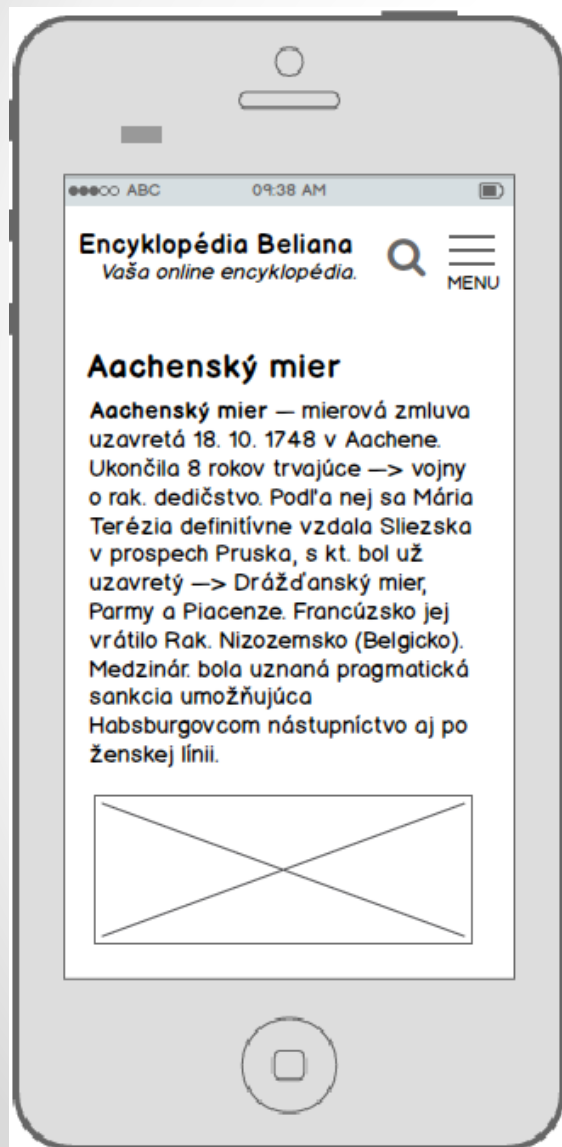 ABC 09:38 AM
Encyklopédia Beliana
Vaša online encyklopédia.
MENU
Aachenský mier
Aachenský mier — mierová zmluva
uzavretá 18. 10. 1748 v Aachene.
Ukončila 8 rokov trvajúce —> vojny
o rak. dedičstvo. Podľa nej sa Mária
Terézia definitívne vzdala Sliezska
v prospech Pruska, s kt. bol už
uzavretý —> Drážďanský mier,
Parmy a Piacenze. Francúzsko jej
vrátilo Rak. Nizozemsko (Belgicko).
Medzinár. bola uznaná pragmatická
sankcia umožňujúca
Habsburgovcom nástupníctvo aj po
ženskej línii.